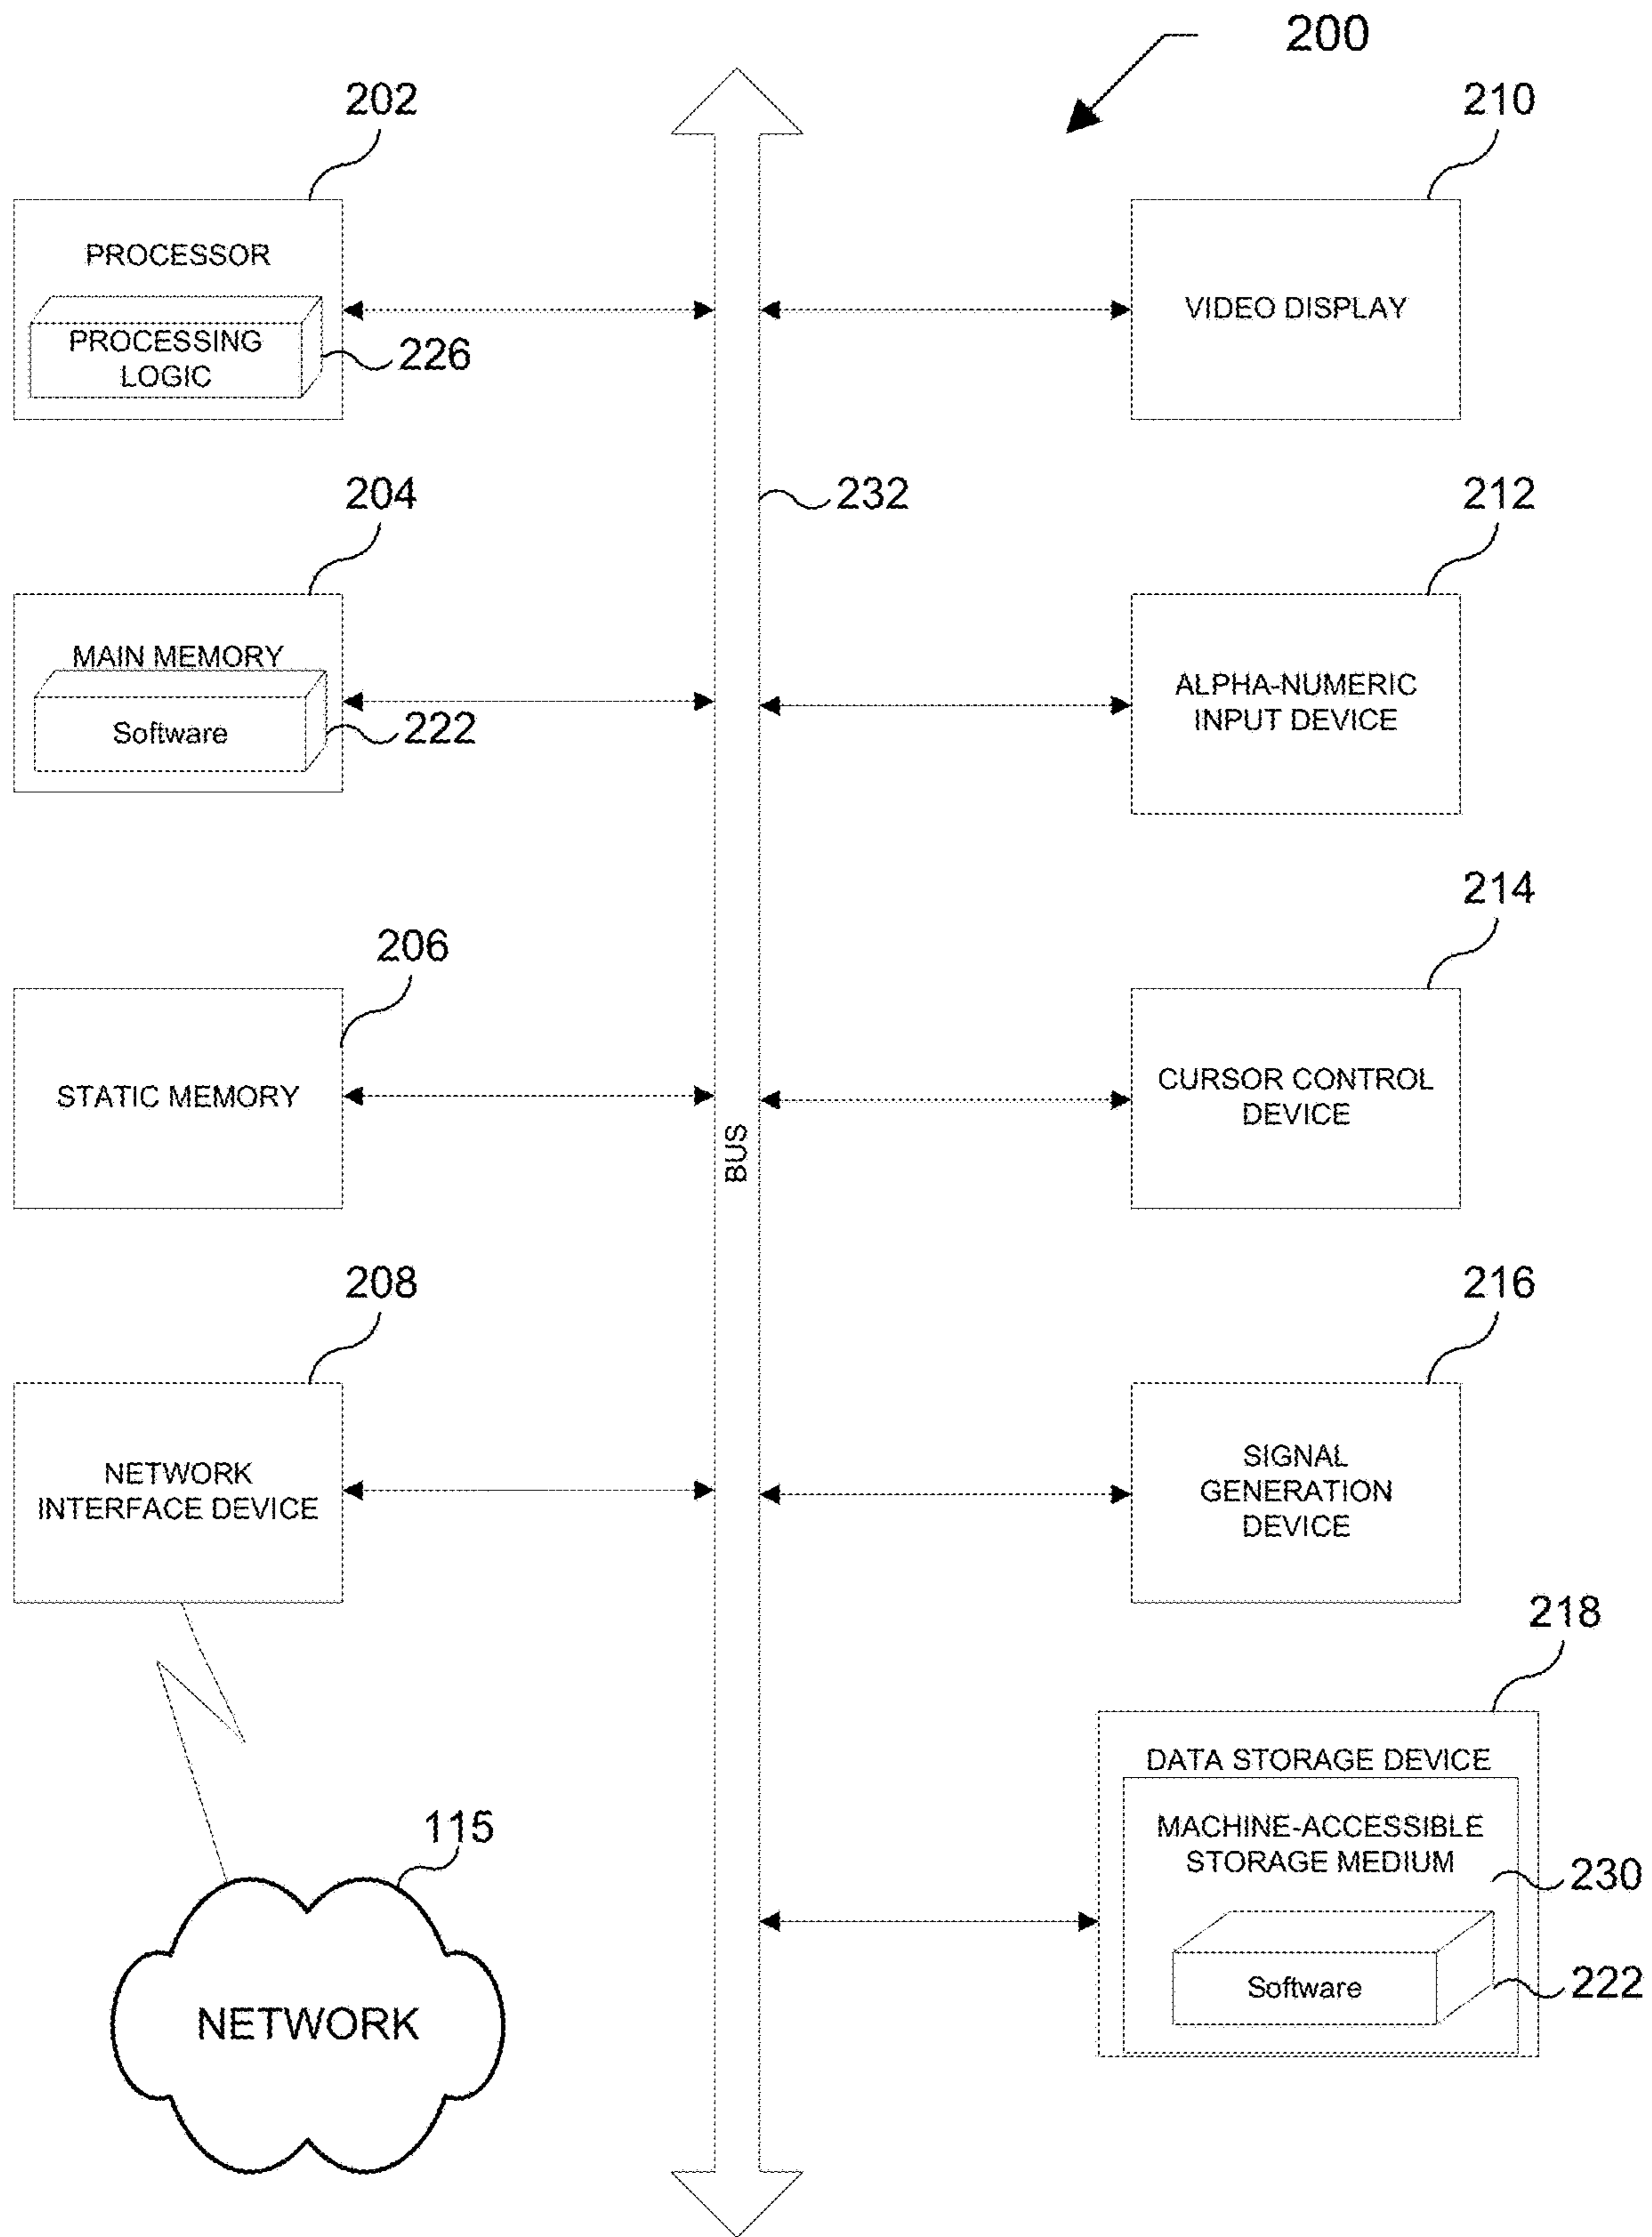 200
202
210
PROCESSOR
PROCESSING
LOGIC
226
VIDEO DISPLAY
204
232
212
MAIN MEMORY
Software
222
ALPHA-NUMERIC
INPUT DEVICE
206
214
STATIC MEMORY
CURSOR CONTROL
DEVICE
BUS
208
216
NETWORK
INTERFACE DEVICE
SIGNAL
GENERATION
DEVICE
218
DATA STORAGE DEVICE
MACHINE-ACCESSIBLE
STORAGE MEDIUM
230
Software
222
115
NETWORK